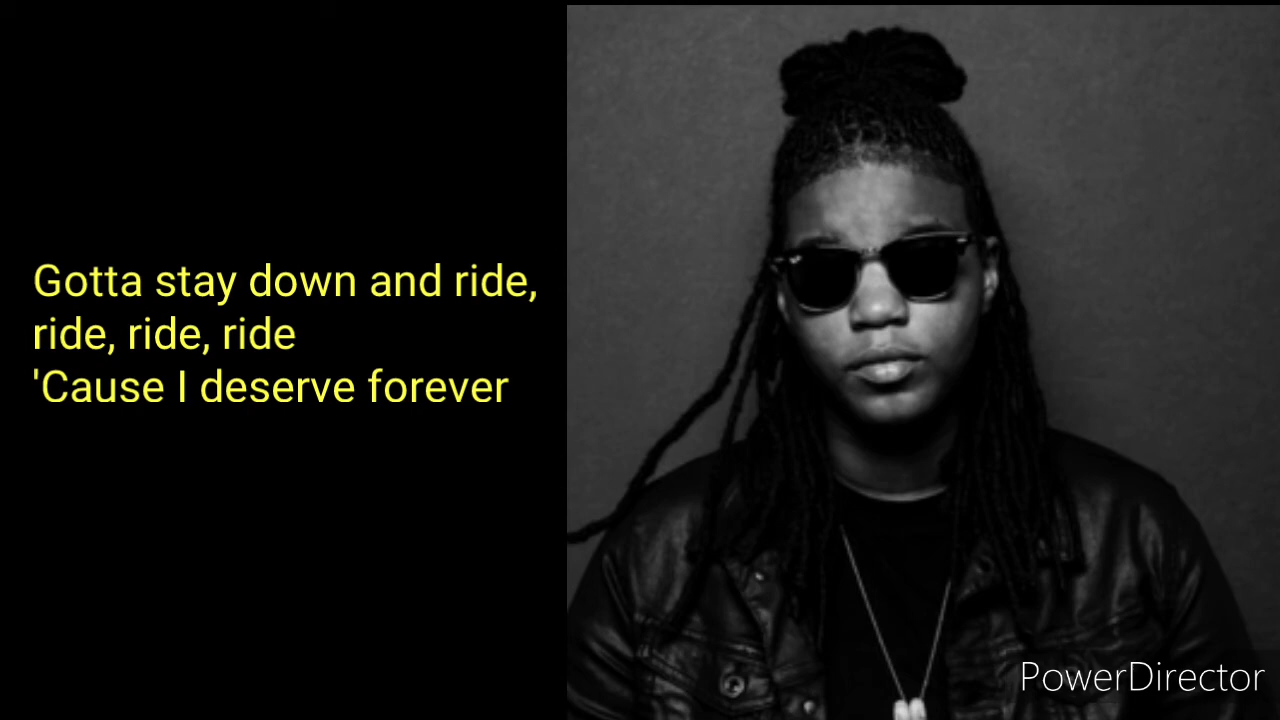 Gotta stay down and ride,
ride, ride, ride
'Cause I deserve forever
PowerDirector